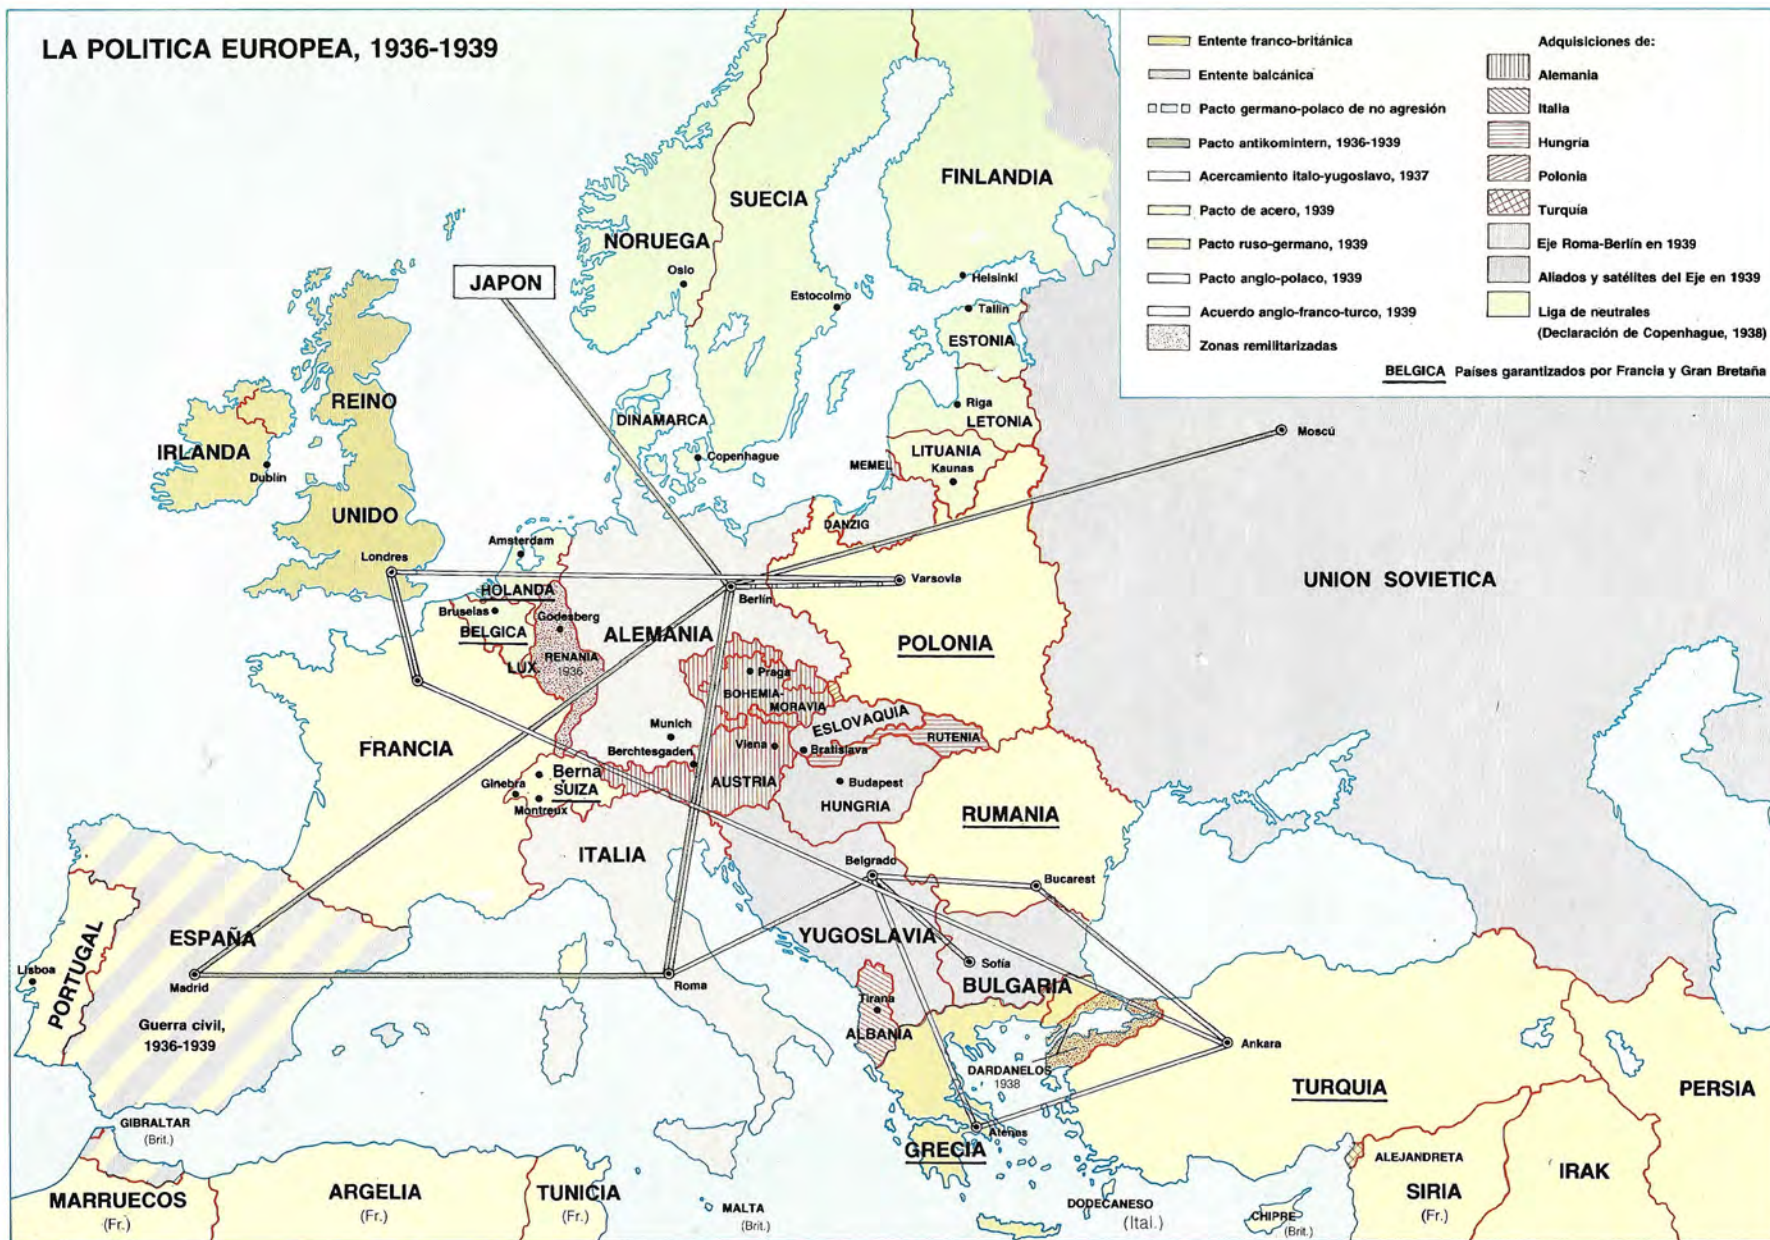 LA POLITICA EUROPEA, 1936-1939
Entente franco-británica
Entente balcánica
Pacto germano-polaco de no agresión
Pacto antikomintern, 1936-1939
Acercamiento italo-yugoslavo, 1937
Pacto de acero, 1939
Pacto ruso-germano, 1939
Pacto anglo-polaco, 1939
Acuerdo anglo-franco-turco, 1939
Zonas remilitarizadas
Adquisiciones de:
Alemania
Italia
Hungría
Polonia
Turquía
Eje Roma-Berlín en 1939
Aliados y satélites del Eje en 1939
Liga de neutrales
(Declaración de Copenhague, 1938)
BELGICA Países garantizados por Francia y Gran Bretaña
FINLANDIA
SUECIA
NORUEGA
Oslo
Helsinki
JAPON
Estocolmo
Tallin
ESTONIA
REINO
Riga
LETONIA
DINAMARCA
Moscú
IRLANDA
LITUANIA
Copenhague
MEMEL
Kaunas
Dublín
UNIDO
DANZIG
Amsterdam
Londres
Varsovia
UNION SOVIETICA
HOLANDA
Berlín
Bruselas
Godesberg
BELGICA
ALEMANIA
POLONIA
RENANIA
1936
LUX.
Praga
BOHEMIA-
MORAVIA
ESLOVAQUIA
Munich
FRANCIA
Viena
Bratislava
RUTENIA
Berchtesgaden
Berna
AUSTRIA
Budapest
Ginebra
SUIZA
HUNGRIA
Montreux
RUMANIA
ITALIA
Belgrado
Bucarest
ESPAÑA
YUGOSLAVIA
PORTUGAL
Lisboa
Sofía
Madrid
Roma
BULGARIA
Tirana
Guerra civil,
1936-1939
ALBANIA
Ankara
DARDANELOS
1938
TURQUIA
PERSIA
GIBRALTAR
(Brit.)
Atenas
GRECIA
ALEJANDRETA
IRAK
MARRUECOS
(Fr.)
ARGELIA
(Fr.)
TUNICIA
(Fr.)
MALTA
(Brit.)
DODECANESO
(Ital.)
CHIPRE
(Brit.)
SIRIA
(Fr.)